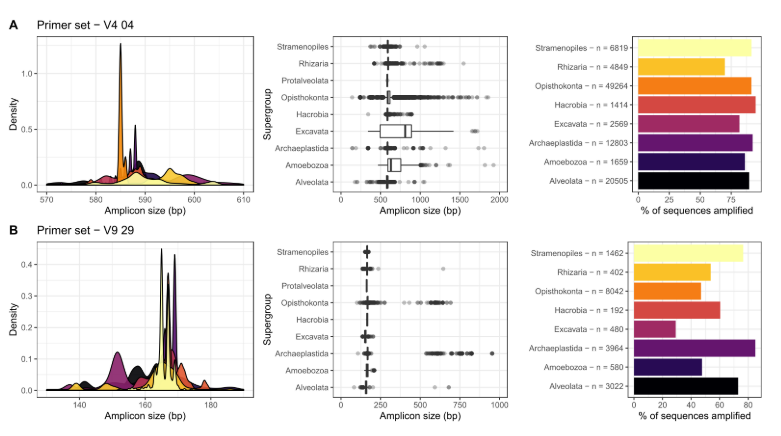 A Primer set − V4 04
Density
1.0
0.5
0.0
570 580 590 600 610
Amplicon size (bp)
Supergroup
Stramenopiles
Rhizaria
Protalveolata
Opisthokonta
Hacrobia
Excavata
Archaeplastida
Amoebozoa
Alveolata
0 500 1000 1500 2000
Amplicon size (bp)
Stramenopiles − n = 6819
Rhizaria − n = 4849
Opisthokonta − n = 49264
Hacrobia − n = 1414
Excavata − n = 2569
Archaeplastida − n = 12803
Amoebozoa − n = 1659
Alveolata − n = 20505
0 25 50 75
% of sequences amplified
B Primer set − V9 29
Density
0.4
0.3
0.2
0.1
0.0
140 160 180
Amplicon size (bp)
Supergroup
Stramenopiles
Rhizaria
Protalveolata
Opisthokonta
Hacrobia
Excavata
Archaeplastida
Amoebozoa
Alveolata
0 250 500 750 1000
Amplicon size (bp)
Stramenopiles − n = 1462
Rhizaria − n = 402
Opisthokonta − n = 8042
Hacrobia − n = 192
Excavata − n = 480
Archaeplastida − n = 3964
Amoebozoa − n = 580
Alveolata − n = 3022
0 20 40 60 80
% of sequences amplified